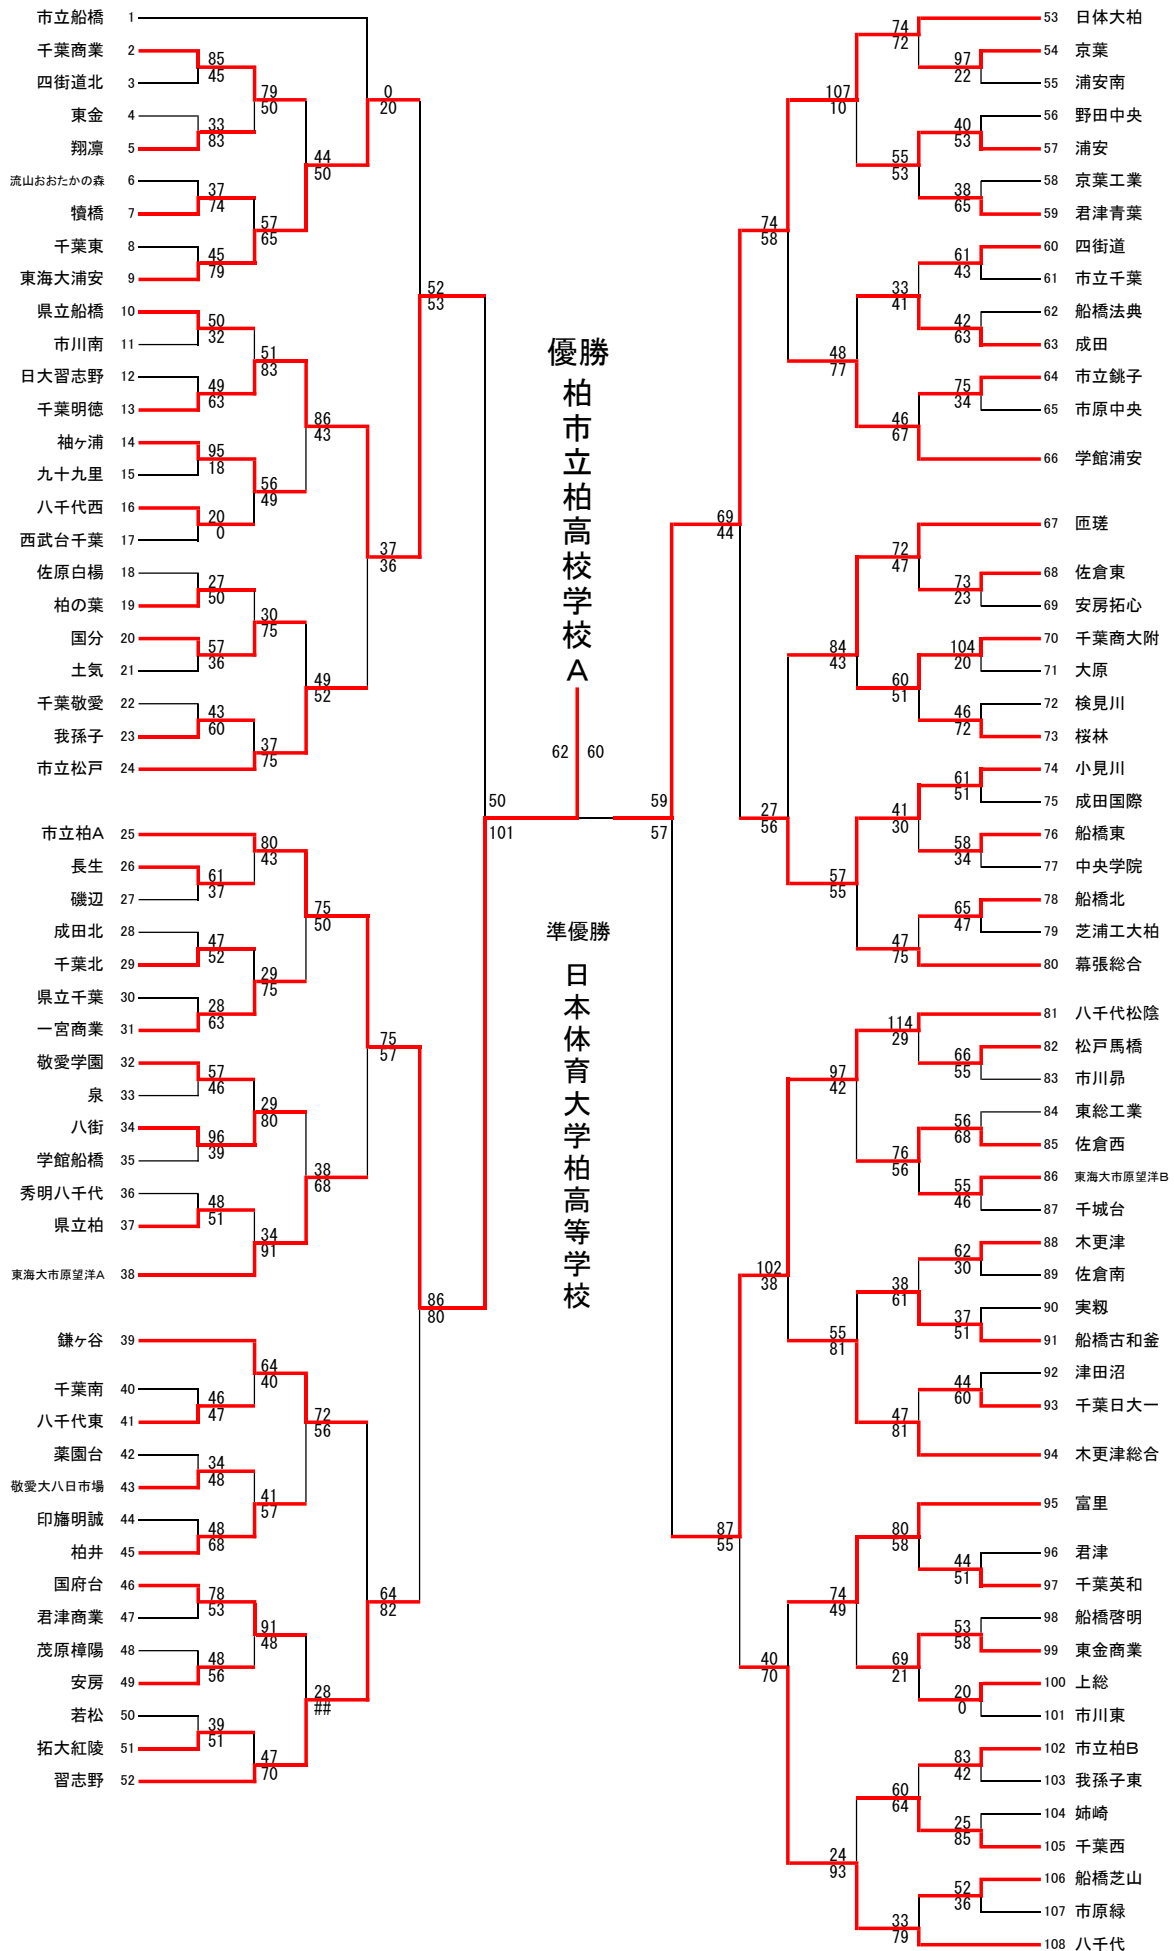 市立船橋 1
千葉商業 2
四街道北 3
85
45
東金 4
翔凛 5
33
83
79
50
流山おおたかの森 6
犢橋 7
37
74
千葉東 8
東海大浦安 9
45
79
57
65
44
50
0
20
県立船橋 10
市川南 11
50
32
日大習志野 12
千葉明徳 13
49
63
51
83
袖ヶ浦 14
九十九里 15
95
18
八千代西 16
西武台千葉 17
20
0
56
49
86
43
佐原白楊 18
柏の葉 19
27
50
国分 20
土気 21
57
36
30
75
千葉敬愛 22
我孫子 23
43
60
市立松戸 24
37
75
49
52
37
36
52
53
市立柏A 25
長生 26
磯辺 27
61
37
80
43
成田北 28
千葉北 29
47
52
県立千葉 30
一宮商業 31
28
63
29
75
75
50
敬愛学園 32
泉 33
57
46
八街 34
学館船橋 35
96
39
29
80
秀明八千代 36
県立柏 37
48
51
東海大市原望洋A 38
34
91
38
68
75
57
鎌ヶ谷 39
千葉南 40
八千代東 41
46
47
64
40
薬園台 42
敬愛大八日市場 43
34
48
印旛明誠 44
柏井 45
48
68
41
57
72
56
国府台 46
君津商業 47
78
53
茂原樟陽 48
安房 49
48
56
91
48
若松 50
拓大紅陵 51
39
51
習志野 52
47
70
28
##
64
82
86
80
50
101
優勝
柏市立柏高校学校A
62 60
準優勝
日本体育大学柏高等学校
59
57
53 日体大柏
54 京葉
55 浦安南
97
22
74
72
56 野田中央
57 浦安
40
53
58 京葉工業
59 君津青葉
38
65
55
53
107
10
60 四街道
61 市立千葉
61
43
62 船橋法典
63 成田
42
63
33
41
64 市立銚子
65 市原中央
75
34
66 学館浦安
46
67
48
77
74
58
67 匝瑳
68 佐倉東
69 安房拓心
73
23
72
47
70 千葉商大附
71 大原
104
20
72 検見川
73 桜林
46
72
60
51
84
43
74 小見川
75 成田国際
61
51
76 船橋東
77 中央学院
58
34
41
30
78 船橋北
79 芝浦工大柏
65
47
80 幕張総合
47
75
57
55
27
56
69
44
81 八千代松陰
82 松戸馬橋
83 市川昴
66
55
114
29
84 東総工業
85 佐倉西
56
68
86 東海大市原望洋B
87 千城台
55
46
76
56
97
42
88 木更津
89 佐倉南
62
30
90 実籾
91 船橋古和釜
37
51
38
61
92 津田沼
93 千葉日大一
44
60
94 木更津総合
47
81
55
81
102
38
95 富里
96 君津
97 千葉英和
44
51
80
58
98 船橋啓明
99 東金商業
53
58
100 上総
101 市川東
20
0
69
21
74
49
102 市立柏B
103 我孫子東
83
42
104 姉崎
105 千葉西
25
85
60
64
106 船橋芝山
107 市原緑
52
36
108 八千代
33
79
24
93
40
70
87
55